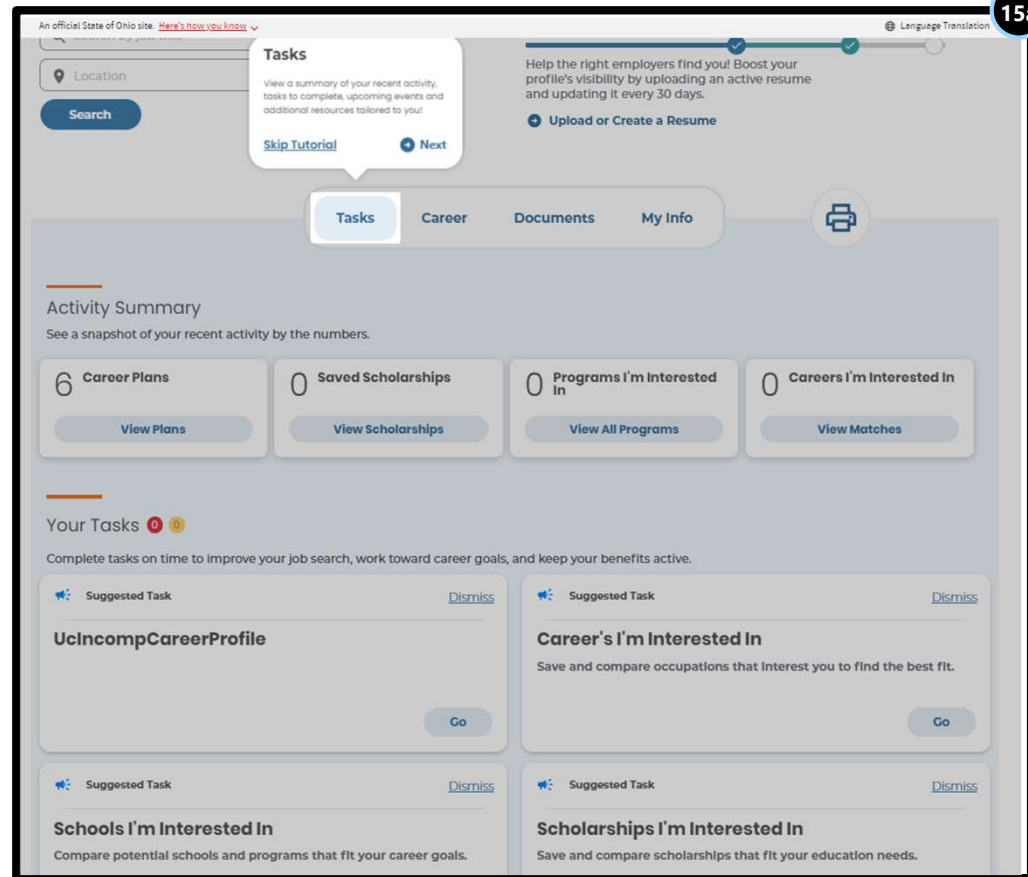 15a
An official State of Ohio site. Here's how you know
Language Translation
Location
Search
Tasks
View a summary of your recent activity,
tasks to complete, upcoming events and
additional resources tailored to you!
Skip Tutorial
Next
Help the right employers find you! Boost your
profile's visibility by uploading an active resume
and updating it every 30 days.
Upload or Create a Resume
Tasks Career Documents My Info
Activity Summary
See a snapshot of your recent activity by the numbers.
6 Career Plans
View Plans
0 Saved Scholarships
View Scholarships
0 Programs I'm Interested
In
View All Programs
0 Careers I'm Interested In
View Matches
Your Tasks 0 0
Complete tasks on time to improve your job search, work toward career goals, and keep your benefits active.
Suggested Task Dismiss
UcIncompCareerProfile
Go
Suggested Task Dismiss
Career's I'm Interested In
Save and compare occupations that interest you to find the best fit.
Go
Suggested Task Dismiss
Schools I'm Interested In
Compare potential schools and programs that fit your career goals.
Suggested Task Dismiss
Scholarships I'm Interested In
Save and compare scholarships that fit your education needs.